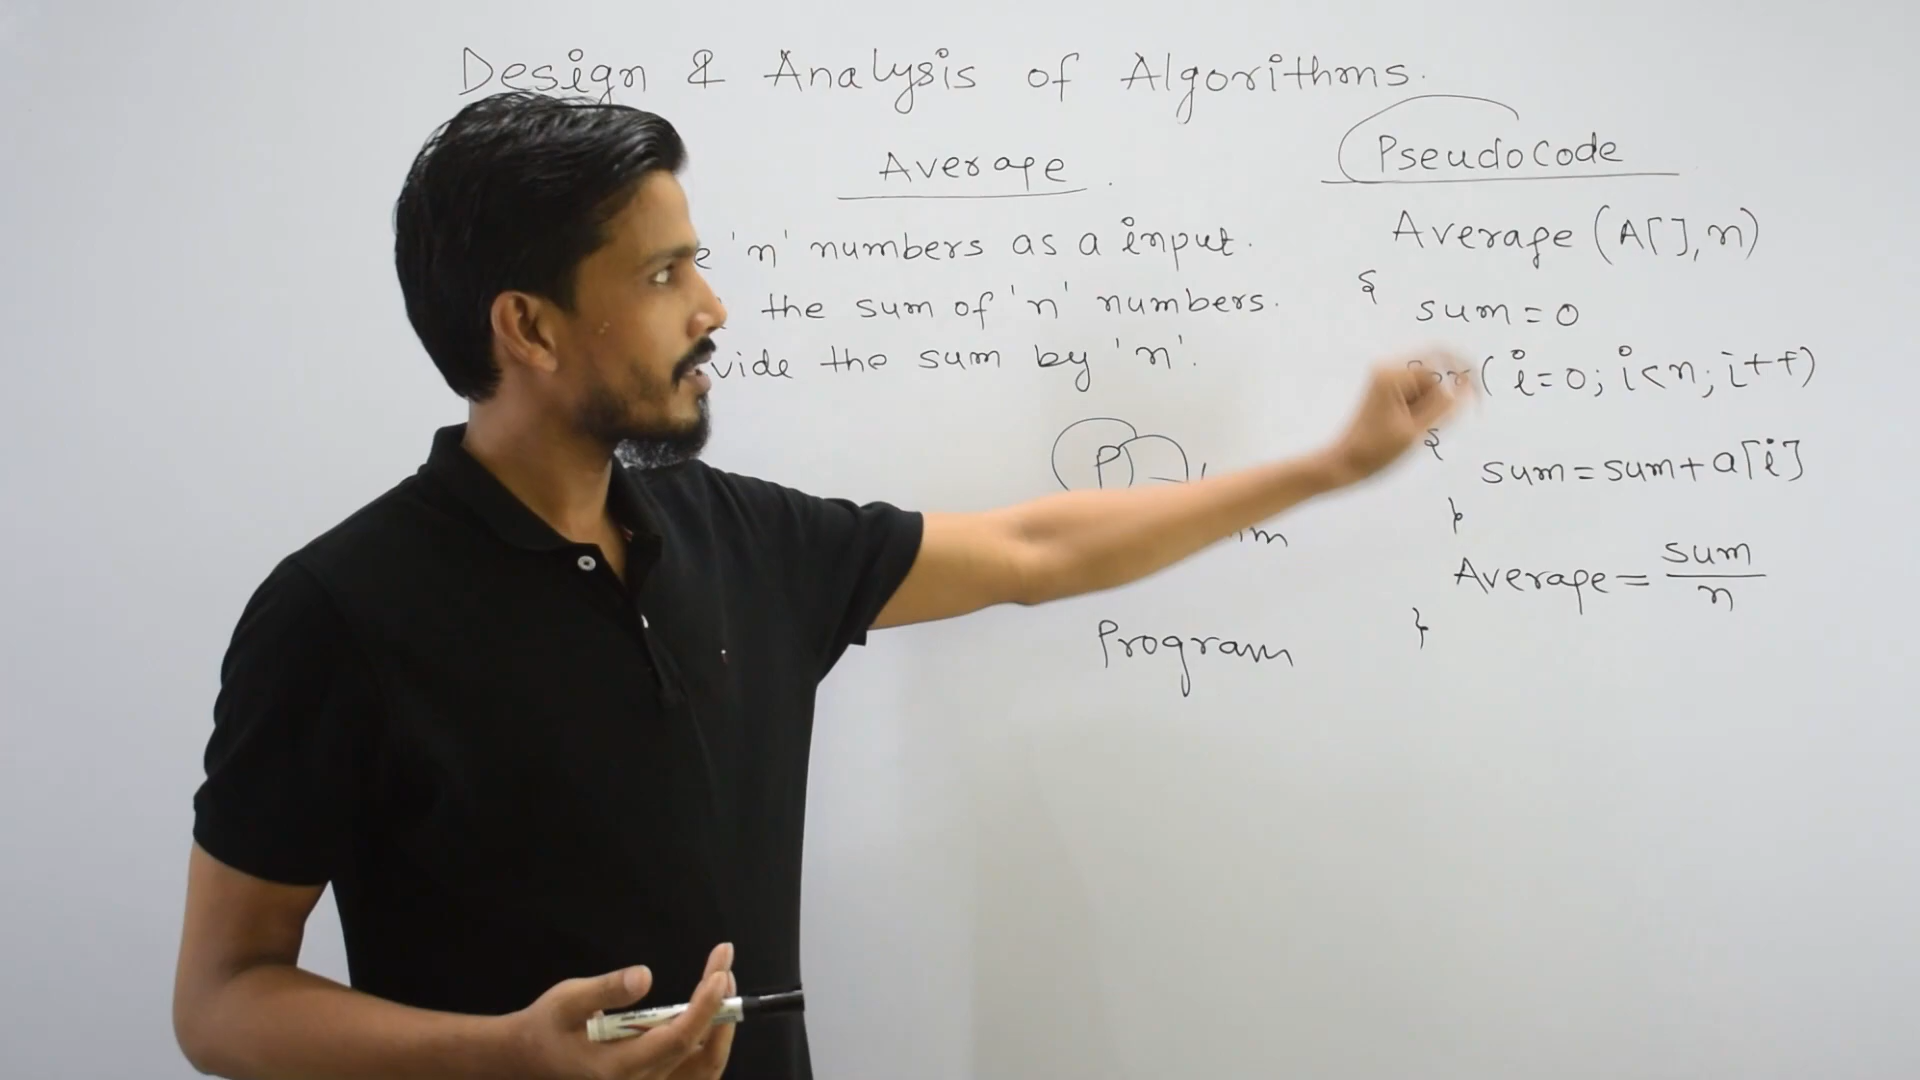 Design & Analysis of Algorithms.
Average
'n' numbers as a input.
the sum of 'n' numbers.
the sum by 'n'.
P
Program
PseudoCode
Average (A[], n)
{
sum = 0
for ( i = 0; i < n; i++)
{
sum = sum + a[i]
}
Average = sum
n
}